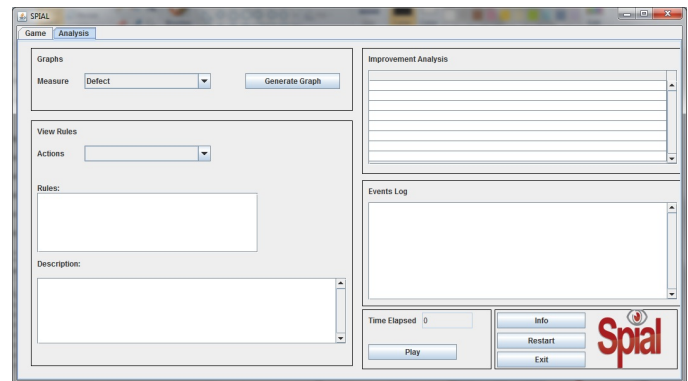 SPIAL
Game Analysis
Graphs
Measure Defect Generate Graph
View Rules
Actions
Rules:
Description:
Improvement Analysis
Events Log
Time Elapsed 0
Play
Info
Restart
Exit
Spial